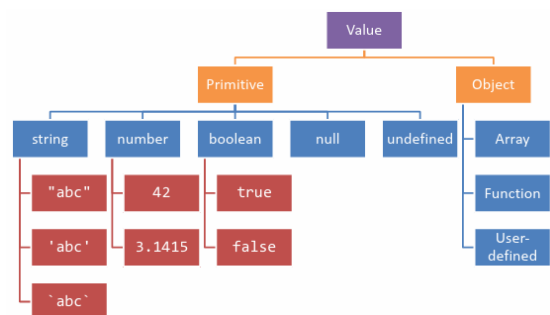 Value
Primitive
Object
string
number
boolean
null
undefined
Array
"abc"
42
true
Function
'abc'
3.1415
false
User-
defined
`abc`